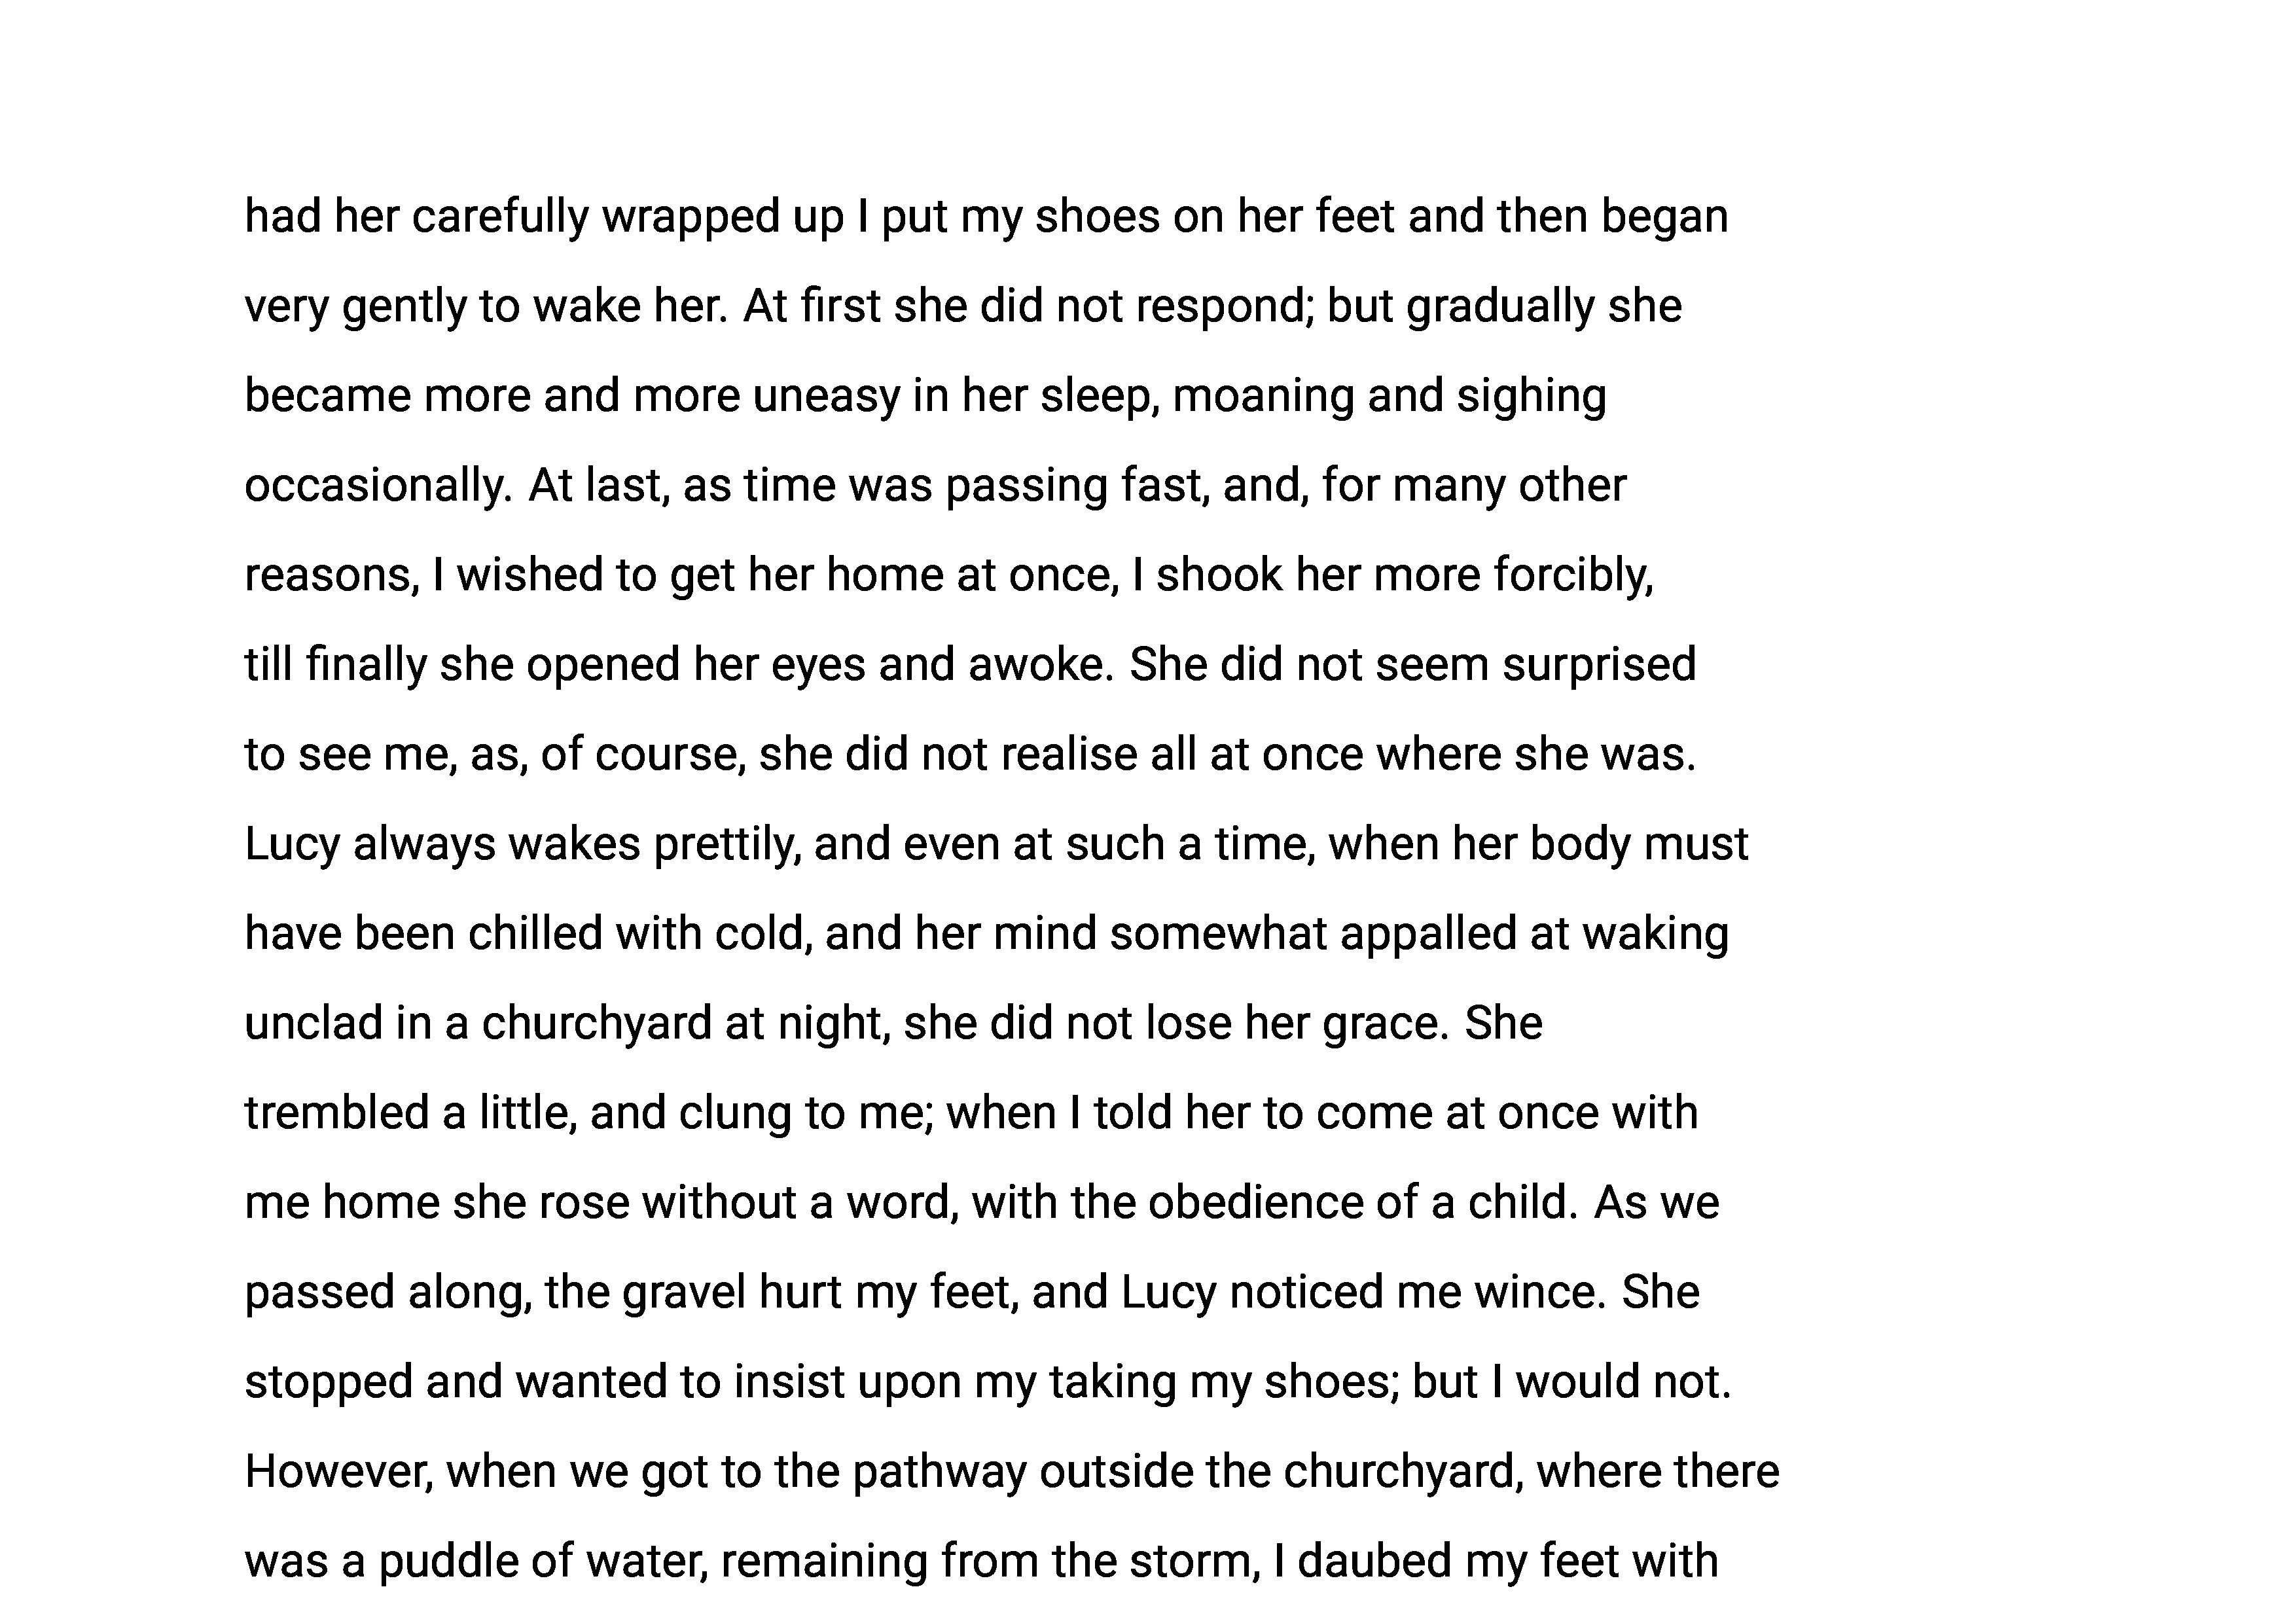 had her carefully wrapped up I put my shoes on her feet and then began
very gently to wake her. At first she did not respond; but gradually she
became more and more uneasy in her sleep, moaning and sighing
occasionally. At last, as time was passing fast, and, for many other
reasons, I wished to get her home at once, I shook her more forcibly,
till finally she opened her eyes and awoke. She did not seem surprised
to see me, as, of course, she did not realise all at once where she was.
Lucy always wakes prettily, and even at such a time, when her body must
have been chilled with cold, and her mind somewhat appalled at waking
unclad in a churchyard at night, she did not lose her grace. She
trembled a little, and clung to me; when I told her to come at once with
me home she rose without a word, with the obedience of a child. As we
passed along, the gravel hurt my feet, and Lucy noticed me wince. She
stopped and wanted to insist upon my taking my shoes; but I would not.
However, when we got to the pathway outside the churchyard, where there
was a puddle of water, remaining from the storm, I daubed my feet with